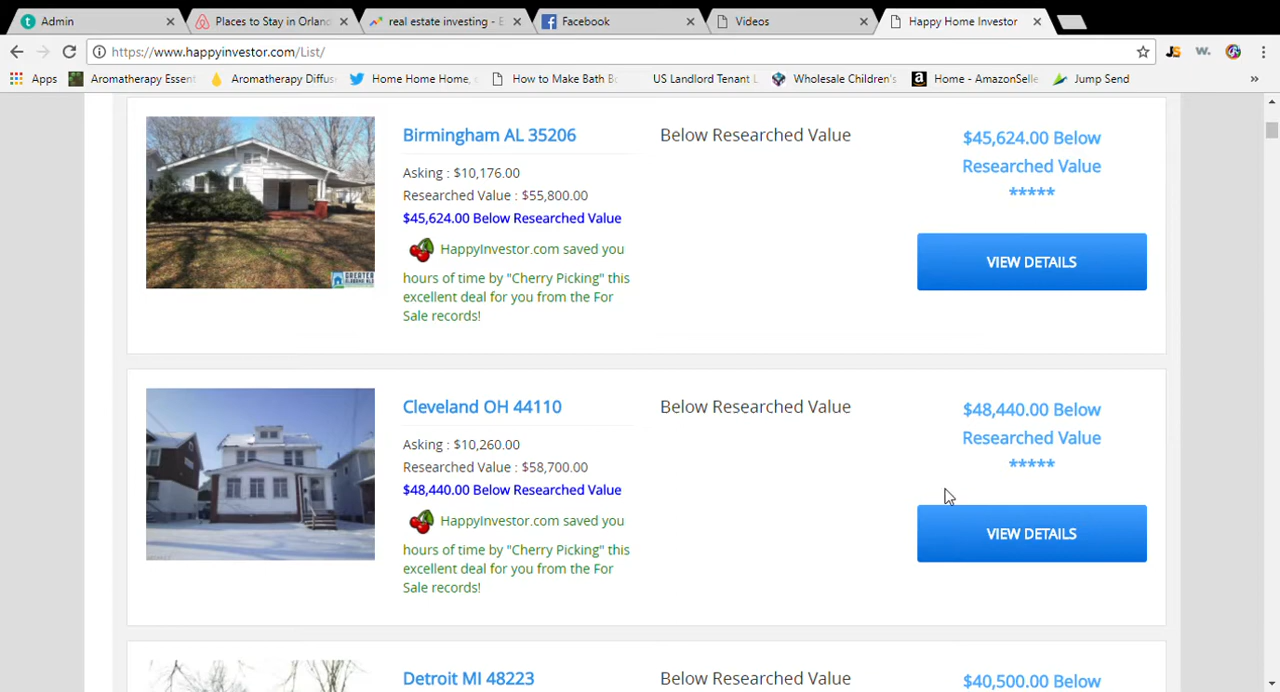 Admin
Places to Stay in Orland
real estate investing - E
Facebook
Videos
Happy Home Investor
https://www.happyinvestor.com/List/
Apps
Aromatherapy Essent
Aromatherapy Diffus
Home Home Home,
How to Make Bath Bo
US Landlord Tenant L
Wholesale Children's
Home - AmazonSelle
Jump Send
Birmingham AL 35206
Asking : $10,176.00
Researched Value : $55,800.00
$45,624.00 Below Researched Value
HappyInvestor.com saved you
hours of time by "Cherry Picking" this
excellent deal for you from the For
Sale records!
Below Researched Value
$45,624.00 Below
Researched Value
*****
VIEW DETAILS
Cleveland OH 44110
Asking : $10,260.00
Researched Value : $58,700.00
$48,440.00 Below Researched Value
HappyInvestor.com saved you
hours of time by "Cherry Picking" this
excellent deal for you from the For
Sale records!
Below Researched Value
$48,440.00 Below
Researched Value
*****
VIEW DETAILS
Detroit MI 48223
Below Researched Value
$40,500.00 Below